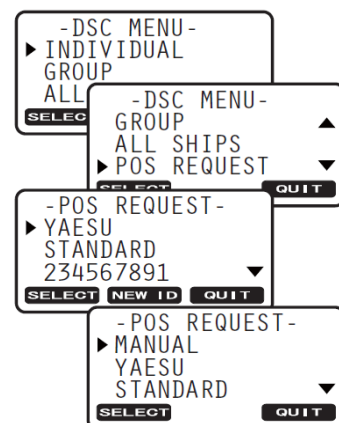 -DSC MENU-
▶ INDIVIDUAL
GROUP
ALL
SELEC
-DSC MENU-
GROUP ▲
ALL SHIPS
▶ POS REQUEST ▼
SELECT QUIT
-POS REQUEST-
▶ YAESU
STANDARD
234567891 ▼
SELECT NEW ID QUIT
-POS REQUEST-
▶ MANUAL
YAESU
STANDARD ▼
SELECT QUIT